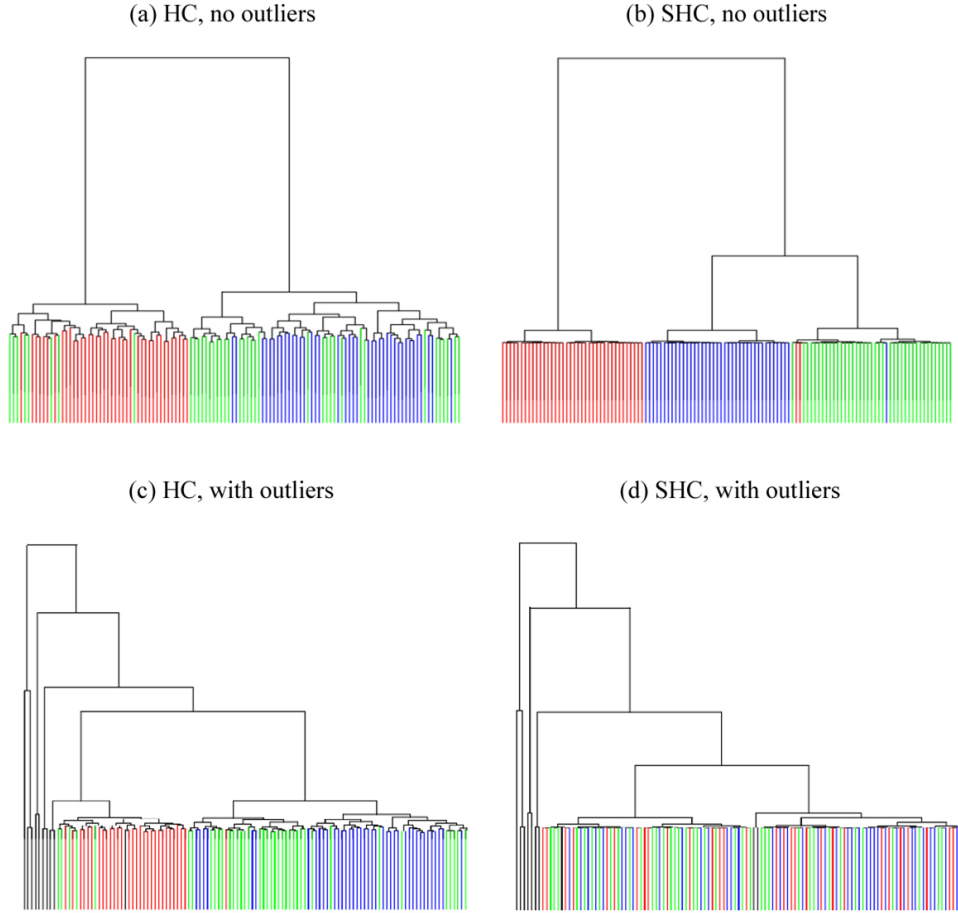 (a) HC, no outliers
(b) SHC, no outliers
(c) HC, with outliers
(d) SHC, with outliers